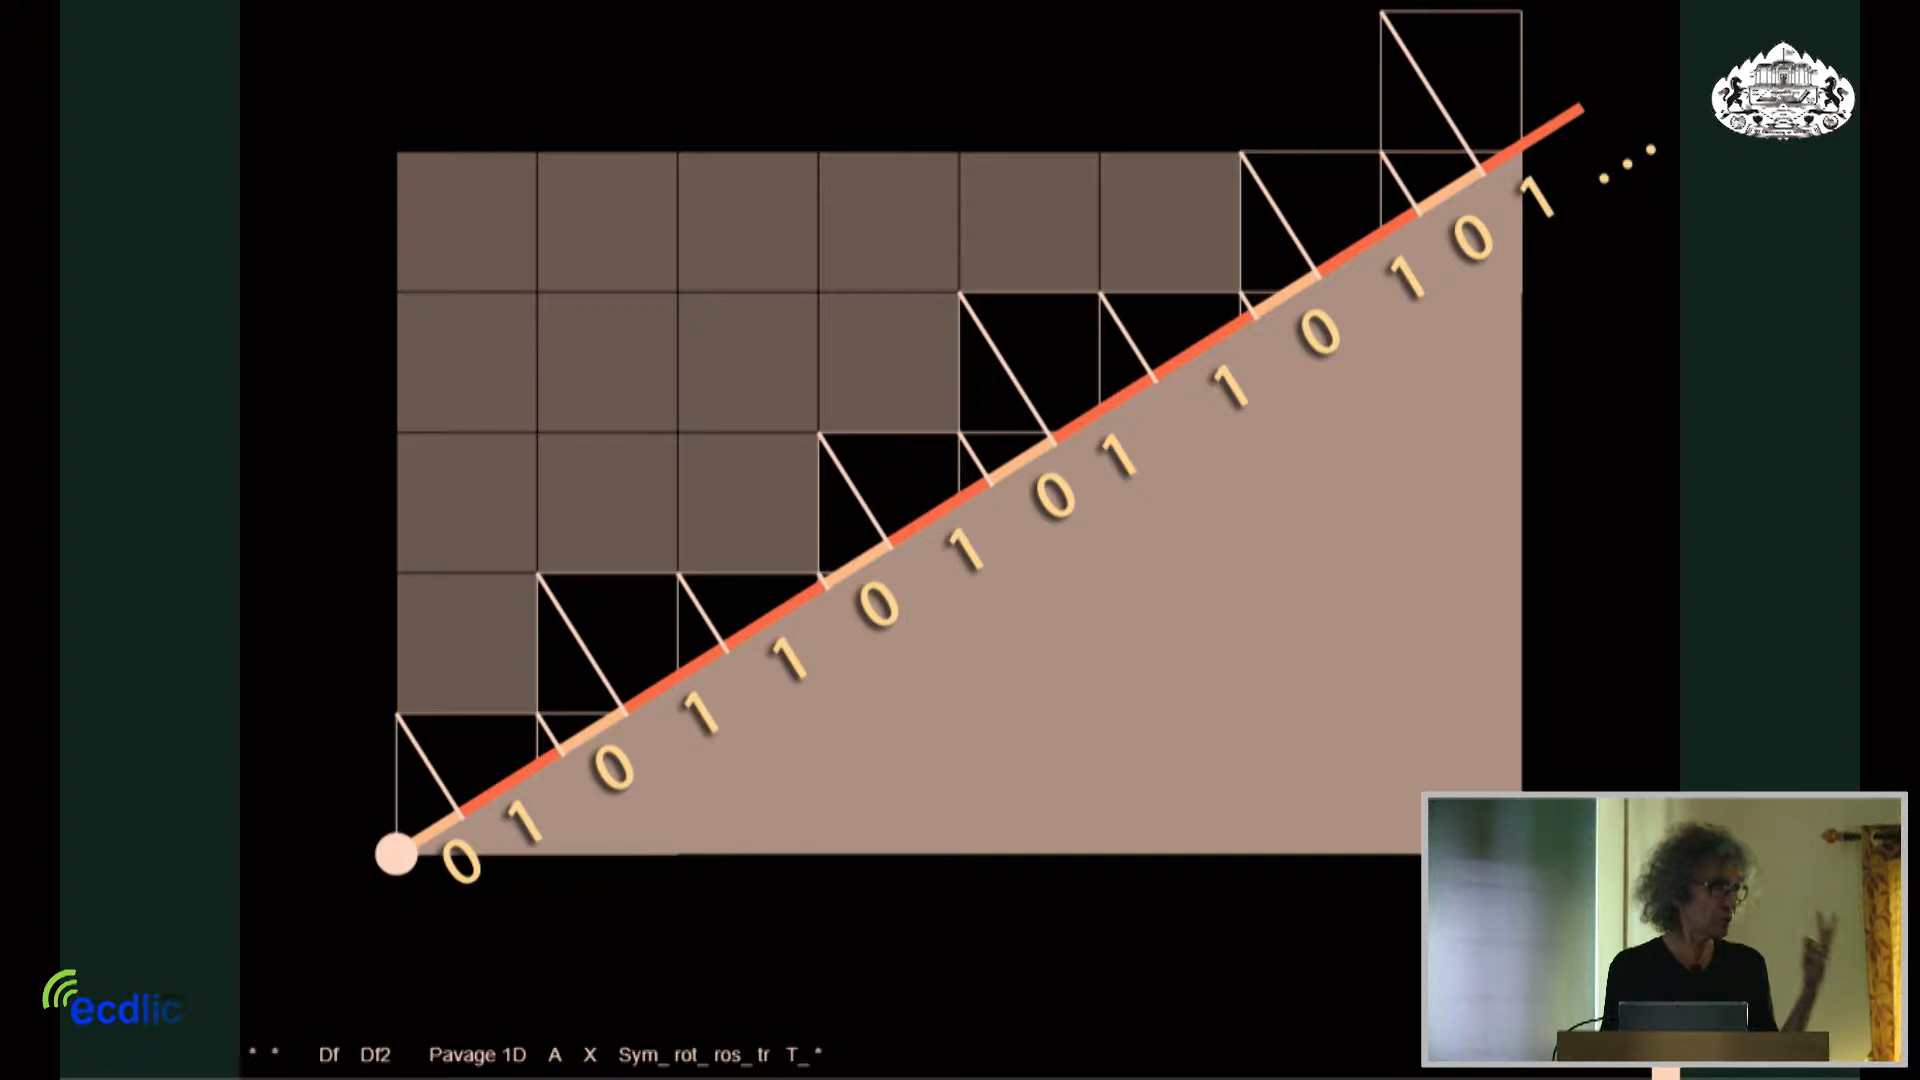 0 1 0 1 1 0 1 0 1 1 0 1 0 1 ...
ecdlic
* * Df Df2 Pavage 1D A X Sym_ rot_ ros_ tr T_ *